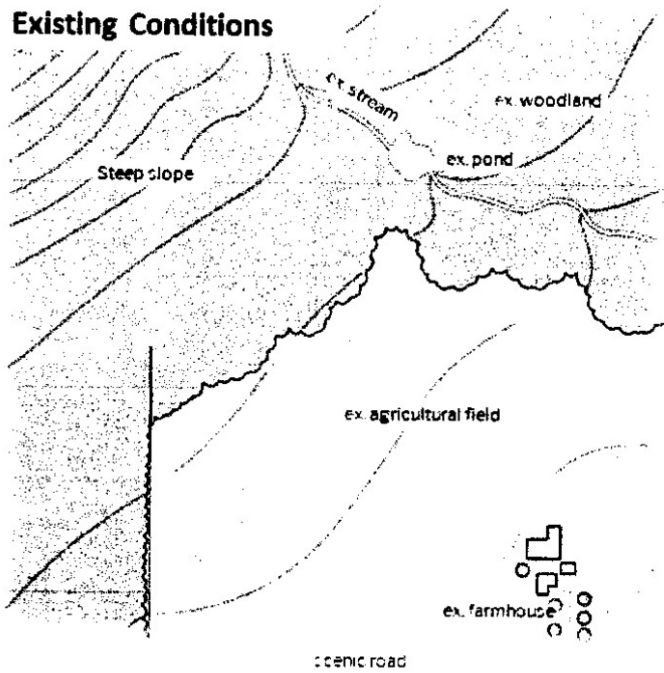 Existing Conditions
ex. stream
ex. woodland
ex. pond
Steep slope
ex. agricultural field
ex. farmhouse
scenic road